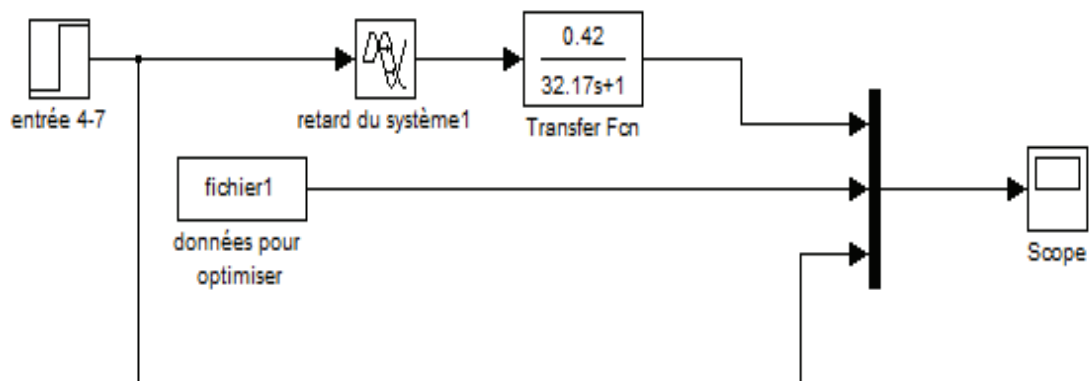 entrée 4-7
retard du système1
0.42
32.17s+1
Transfer Fcn
fichier1
données pour
optimiser
Scope